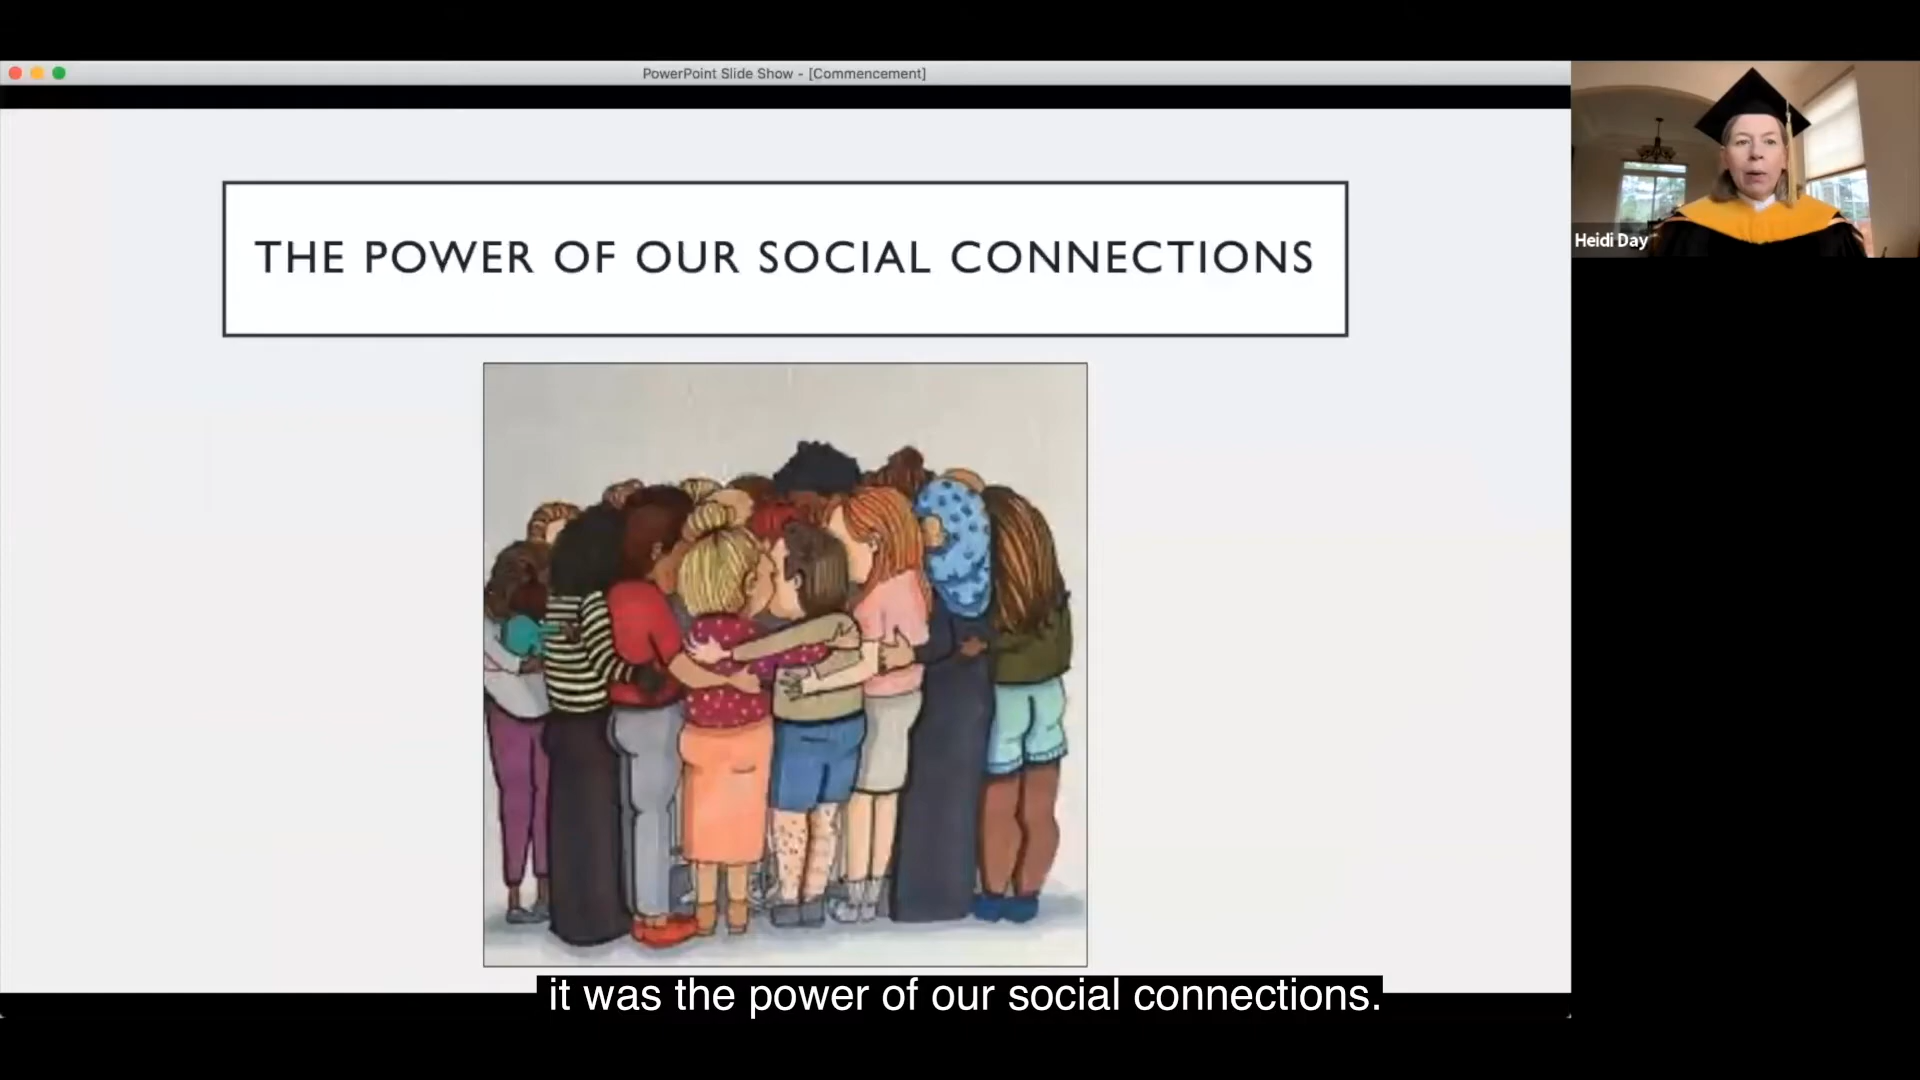 PowerPoint Slide Show - [Commencement]
THE POWER OF OUR SOCIAL CONNECTIONS
Heidi Day
it was the power of our social connections.